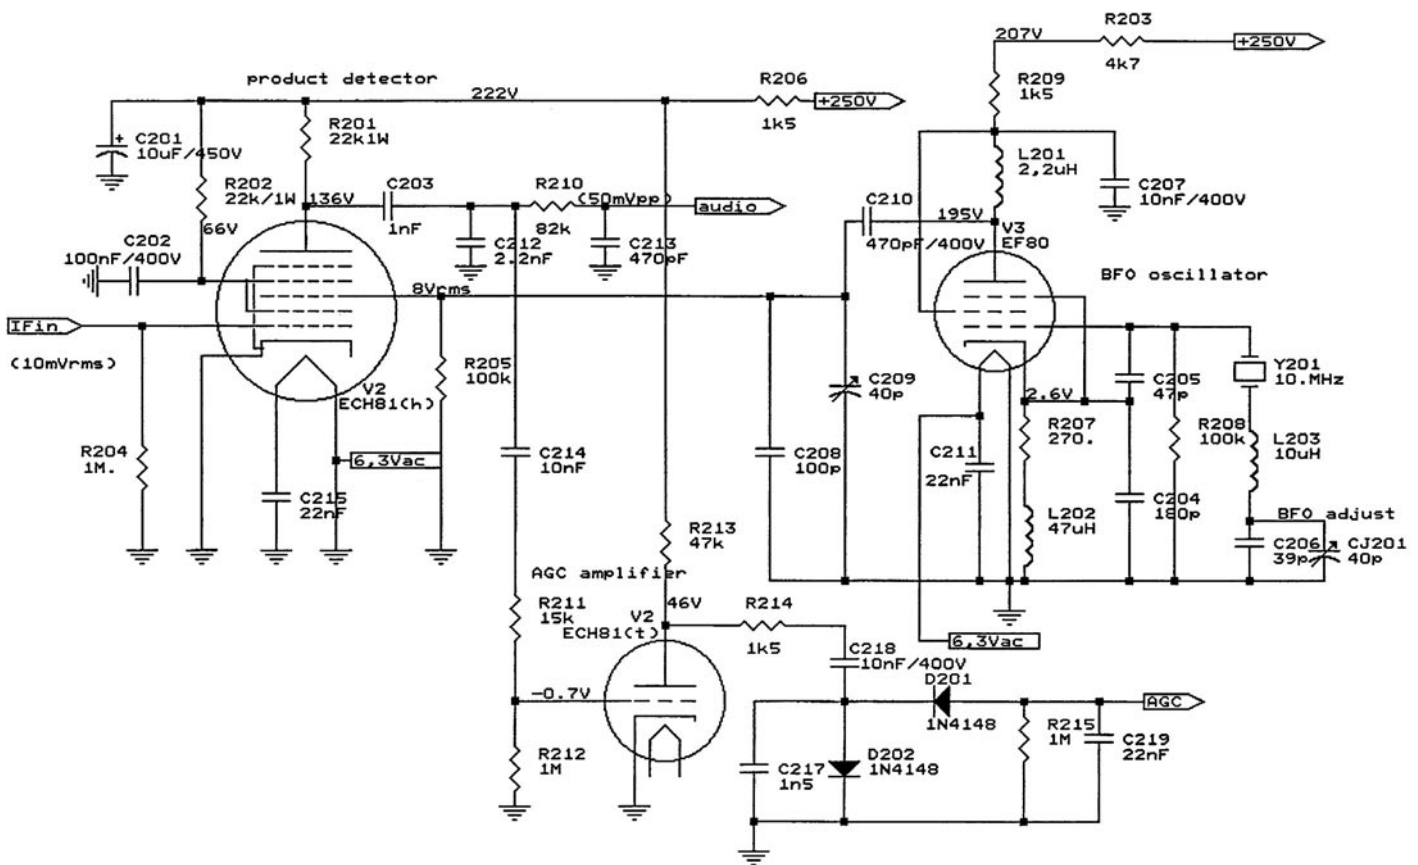 R203
207V
+250V
4k7
product detector
R206
R209
1k5
222V
+250V
1k5
R201
22k1W
C201
10uF/450V
L201
2,2uH
R202
22k/1W
136V
C203
1nF
R210
(50mVpp)
82k
audio
C210
470pF/400V
195V
C207
10nF/400V
66V
C202
100nF/400V
C212
2.2nF
C213
470pF
V3
EF80
BFO oscillator
8Vrms
IFin
(10mVrms)
R205
100k
V2
ECH81(h)
C209
40p
Y201
10.MHz
C205
47p
2.6V
R207
270.
R208
100k
R204
1M.
6,3Vac
C214
10nF
C208
100p
C211
22nF
L203
10uH
C215
22nF
C204
180p
L202
47uH
BFO adjust
C206
39p
CJ201
40p
R213
47k
AGC amplifier
R211
15k
V2
ECH81(t)
46V
R214
1k5
6,3Vac
C218
10nF/400V
D201
1N4148
-0.7V
AGC
R212
1M
C217
1n5
D202
1N4148
R215
1M
C219
22nF